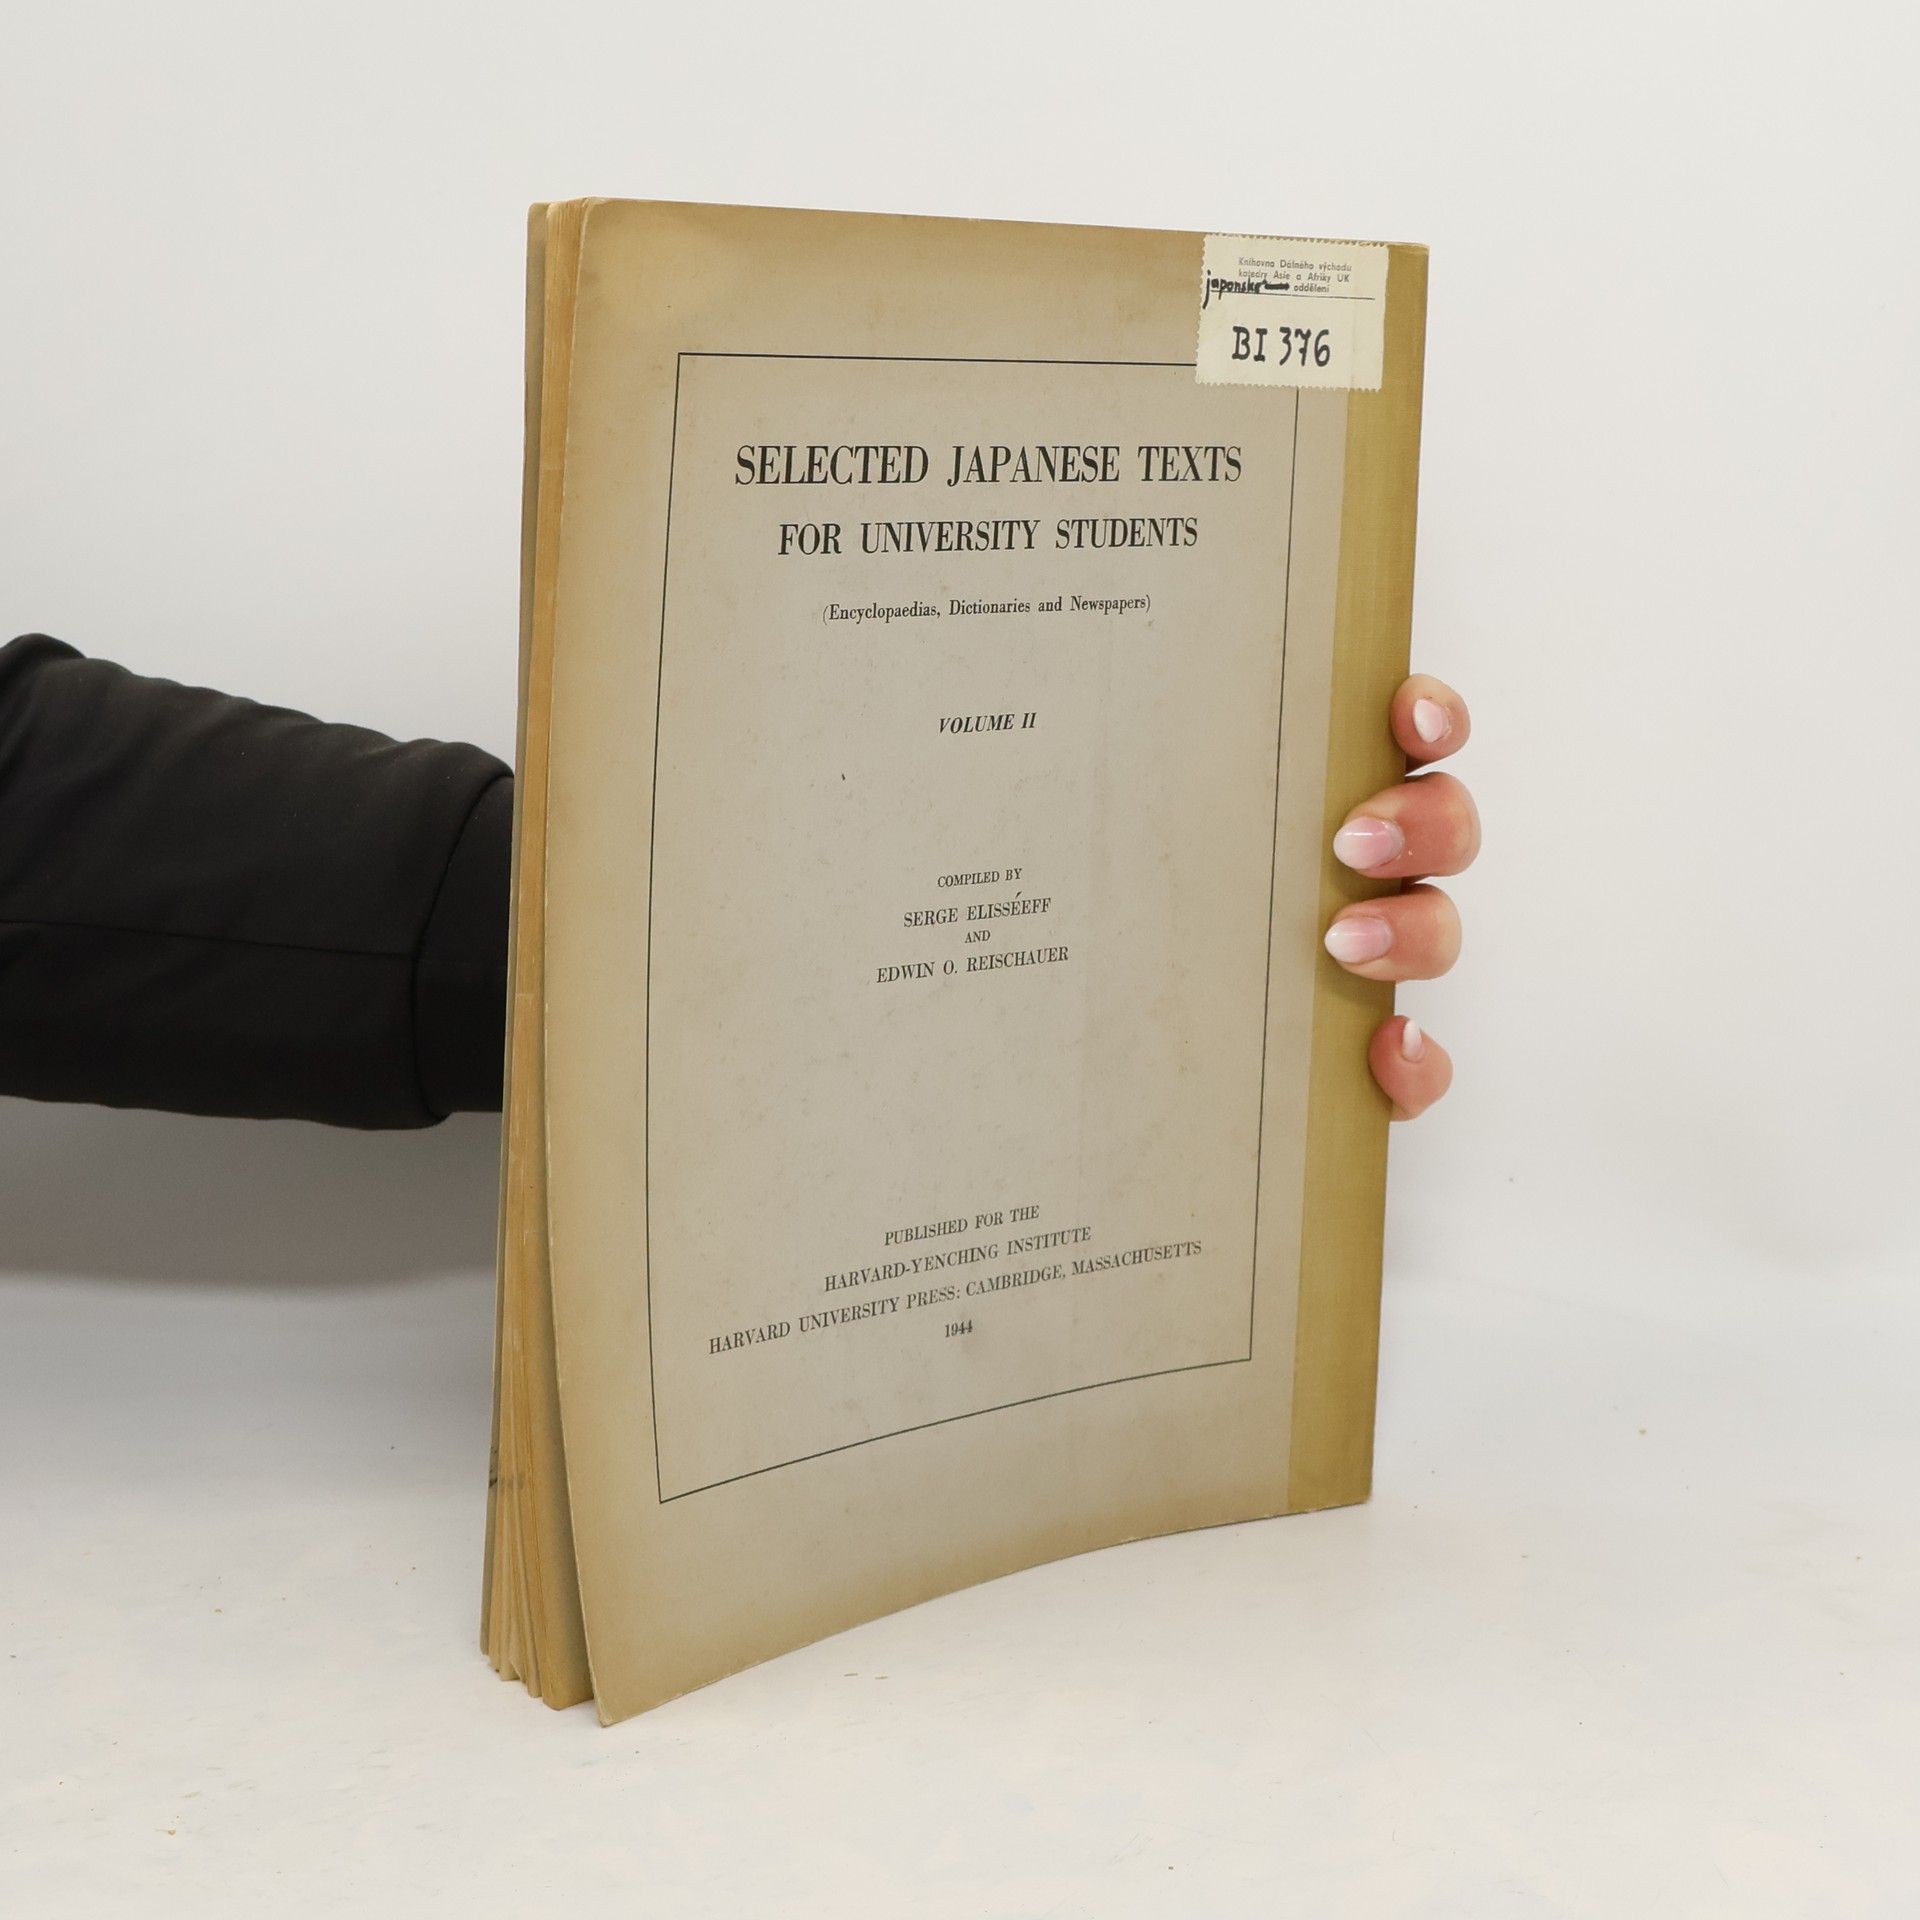 Knihovna Dálného východu
katedry Asie a Afriky UK
japonské oddělení
BI 376
SELECTED JAPANESE TEXTS
FOR UNIVERSITY STUDENTS
(Encyclopaedias, Dictionaries and Newspapers)
VOLUME II
COMPILED BY
SERGE ELISSÉEFF
AND
EDWIN O. REISCHAUER
PUBLISHED FOR THE
HARVARD-YENCHING INSTITUTE
HARVARD UNIVERSITY PRESS: CAMBRIDGE, MASSACHUSETTS
1944